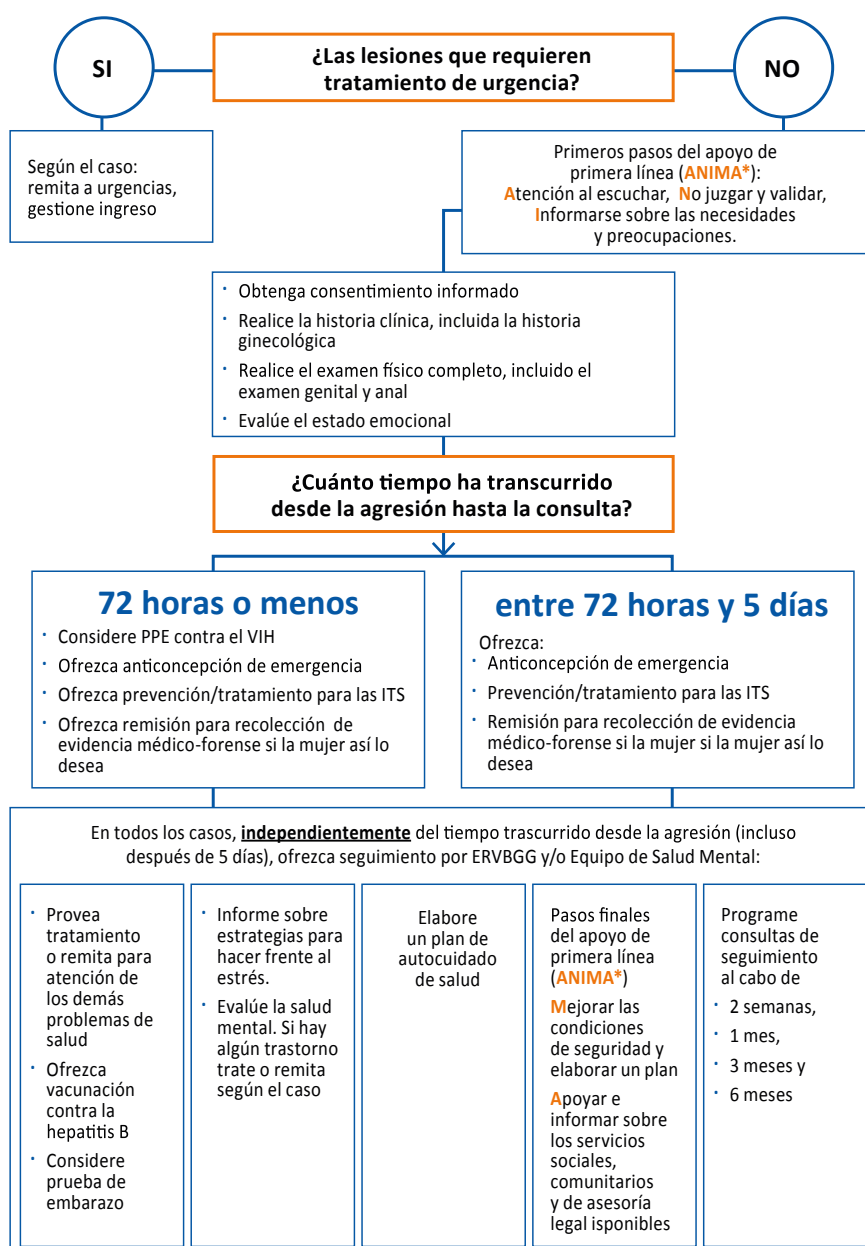 SI
¿Las lesiones que requieren
tratamiento de urgencia?
NO
Según el caso:
remita a urgencias,
gestione ingreso
Primeros pasos del apoyo de
primera línea (ANIMA*):
Atención al escuchar, No juzgar y validar,
Informarse sobre las necesidades
y preocupaciones.
· Obtenga consentimiento informado
· Realice la historia clínica, incluida la historia
ginecológica
· Realice el examen físico completo, incluido el
examen genital y anal
· Evalúe el estado emocional
¿Cuánto tiempo ha transcurrido
desde la agresión hasta la consulta?
72 horas o menos
· Considere PPE contra el VIH
· Ofrezca anticoncepción de emergencia
· Ofrezca prevención/tratamiento para las ITS
· Ofrezca remisión para recolección de
evidencia médico-forense si la mujer así lo
desea
entre 72 horas y 5 días
Ofrezca:
· Anticoncepción de emergencia
· Prevención/tratamiento para las ITS
· Remisión para recolección de evidencia
médico-forense si la mujer si la mujer así lo
desea
En todos los casos, independientemente del tiempo trascurrido desde la agresión (incluso
después de 5 días), ofrezca seguimiento por ERVBGG y/o Equipo de Salud Mental:
· Provea
tratamiento
o remita para
atención de
los demás
problemas de
salud
· Ofrezca
vacunación
contra la
hepatitis B
· Considere
prueba de
embarazo
· Informe sobre
estrategias para
hacer frente al
estrés.
· Evalúe la salud
mental. Si hay
algún trastorno
trate o remita
según el caso
Elabore
un plan de
autocuidado
de salud
Pasos finales
del apoyo de
primera línea
(ANIMA*)
Mejorar las
condiciones
de seguridad y
elaborar un plan
Apoyar e
informar sobre
los servicios
sociales,
comunitarios
y de asesoría
legal isponibles
Programe
consultas de
seguimiento
al cabo de
· 2 semanas,
· 1 mes,
· 3 meses y
· 6 meses